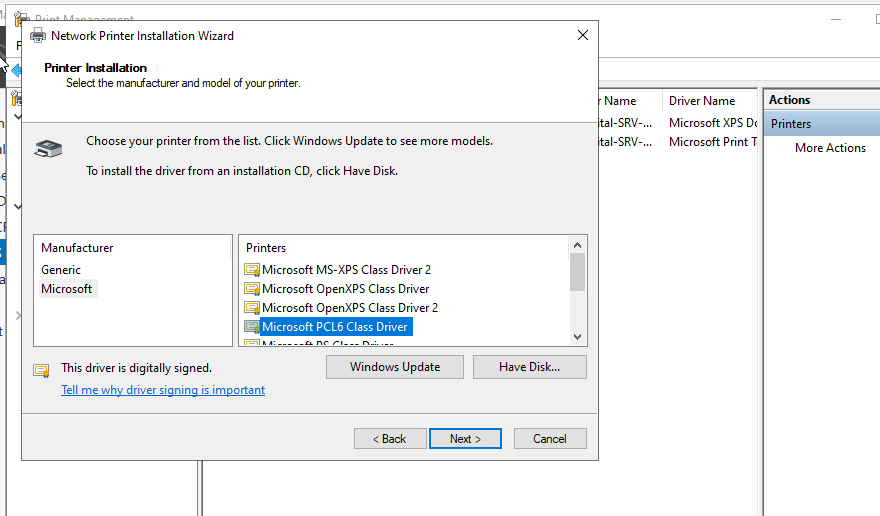 Print Management
Network Printer Installation Wizard
Printer Installation
Select the manufacturer and model of your printer.
Choose your printer from the list. Click Windows Update to see more models.
To install the driver from an installation CD, click Have Disk.
Manufacturer
Generic
Microsoft
Printers
Microsoft MS-XPS Class Driver 2
Microsoft OpenXPS Class Driver
Microsoft OpenXPS Class Driver 2
Microsoft PCL6 Class Driver
Microsoft PS Class Driver
This driver is digitally signed.
Tell me why driver signing is important
Windows Update
Have Disk...
< Back
Next >
Cancel
r Name
Driver Name
ital-SRV-...
Microsoft XPS Do
ital-SRV-...
Microsoft Print T
Actions
Printers
More Actions